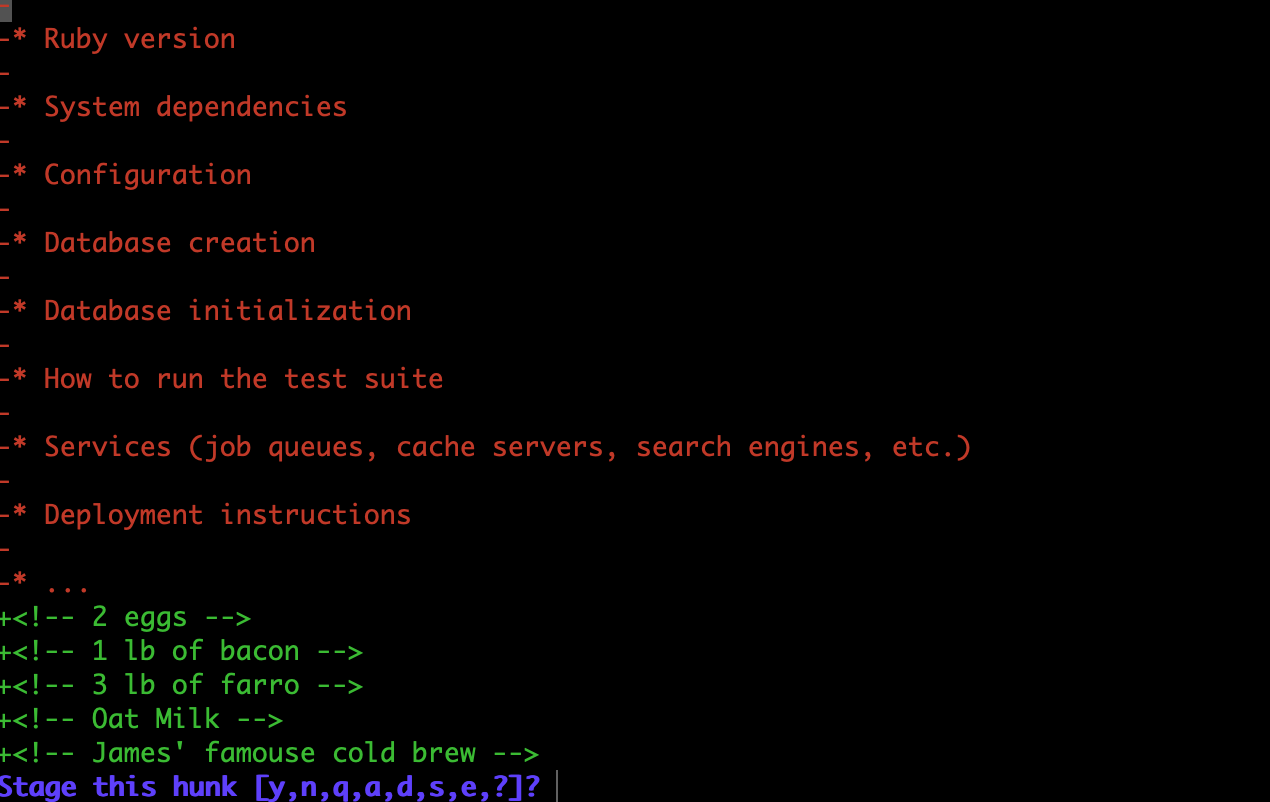 -
-* Ruby version
-
-* System dependencies
-
-* Configuration
-
-* Database creation
-
-* Database initialization
-
-* How to run the test suite
-
-* Services (job queues, cache servers, search engines, etc.)
-
-* Deployment instructions
-
-* ...
+<!-- 2 eggs -->
+<!-- 1 lb of bacon -->
+<!-- 3 lb of farro -->
+<!-- Oat Milk -->
+<!-- James' famouse cold brew -->
Stage this hunk [y,n,q,a,d,s,e,?]?